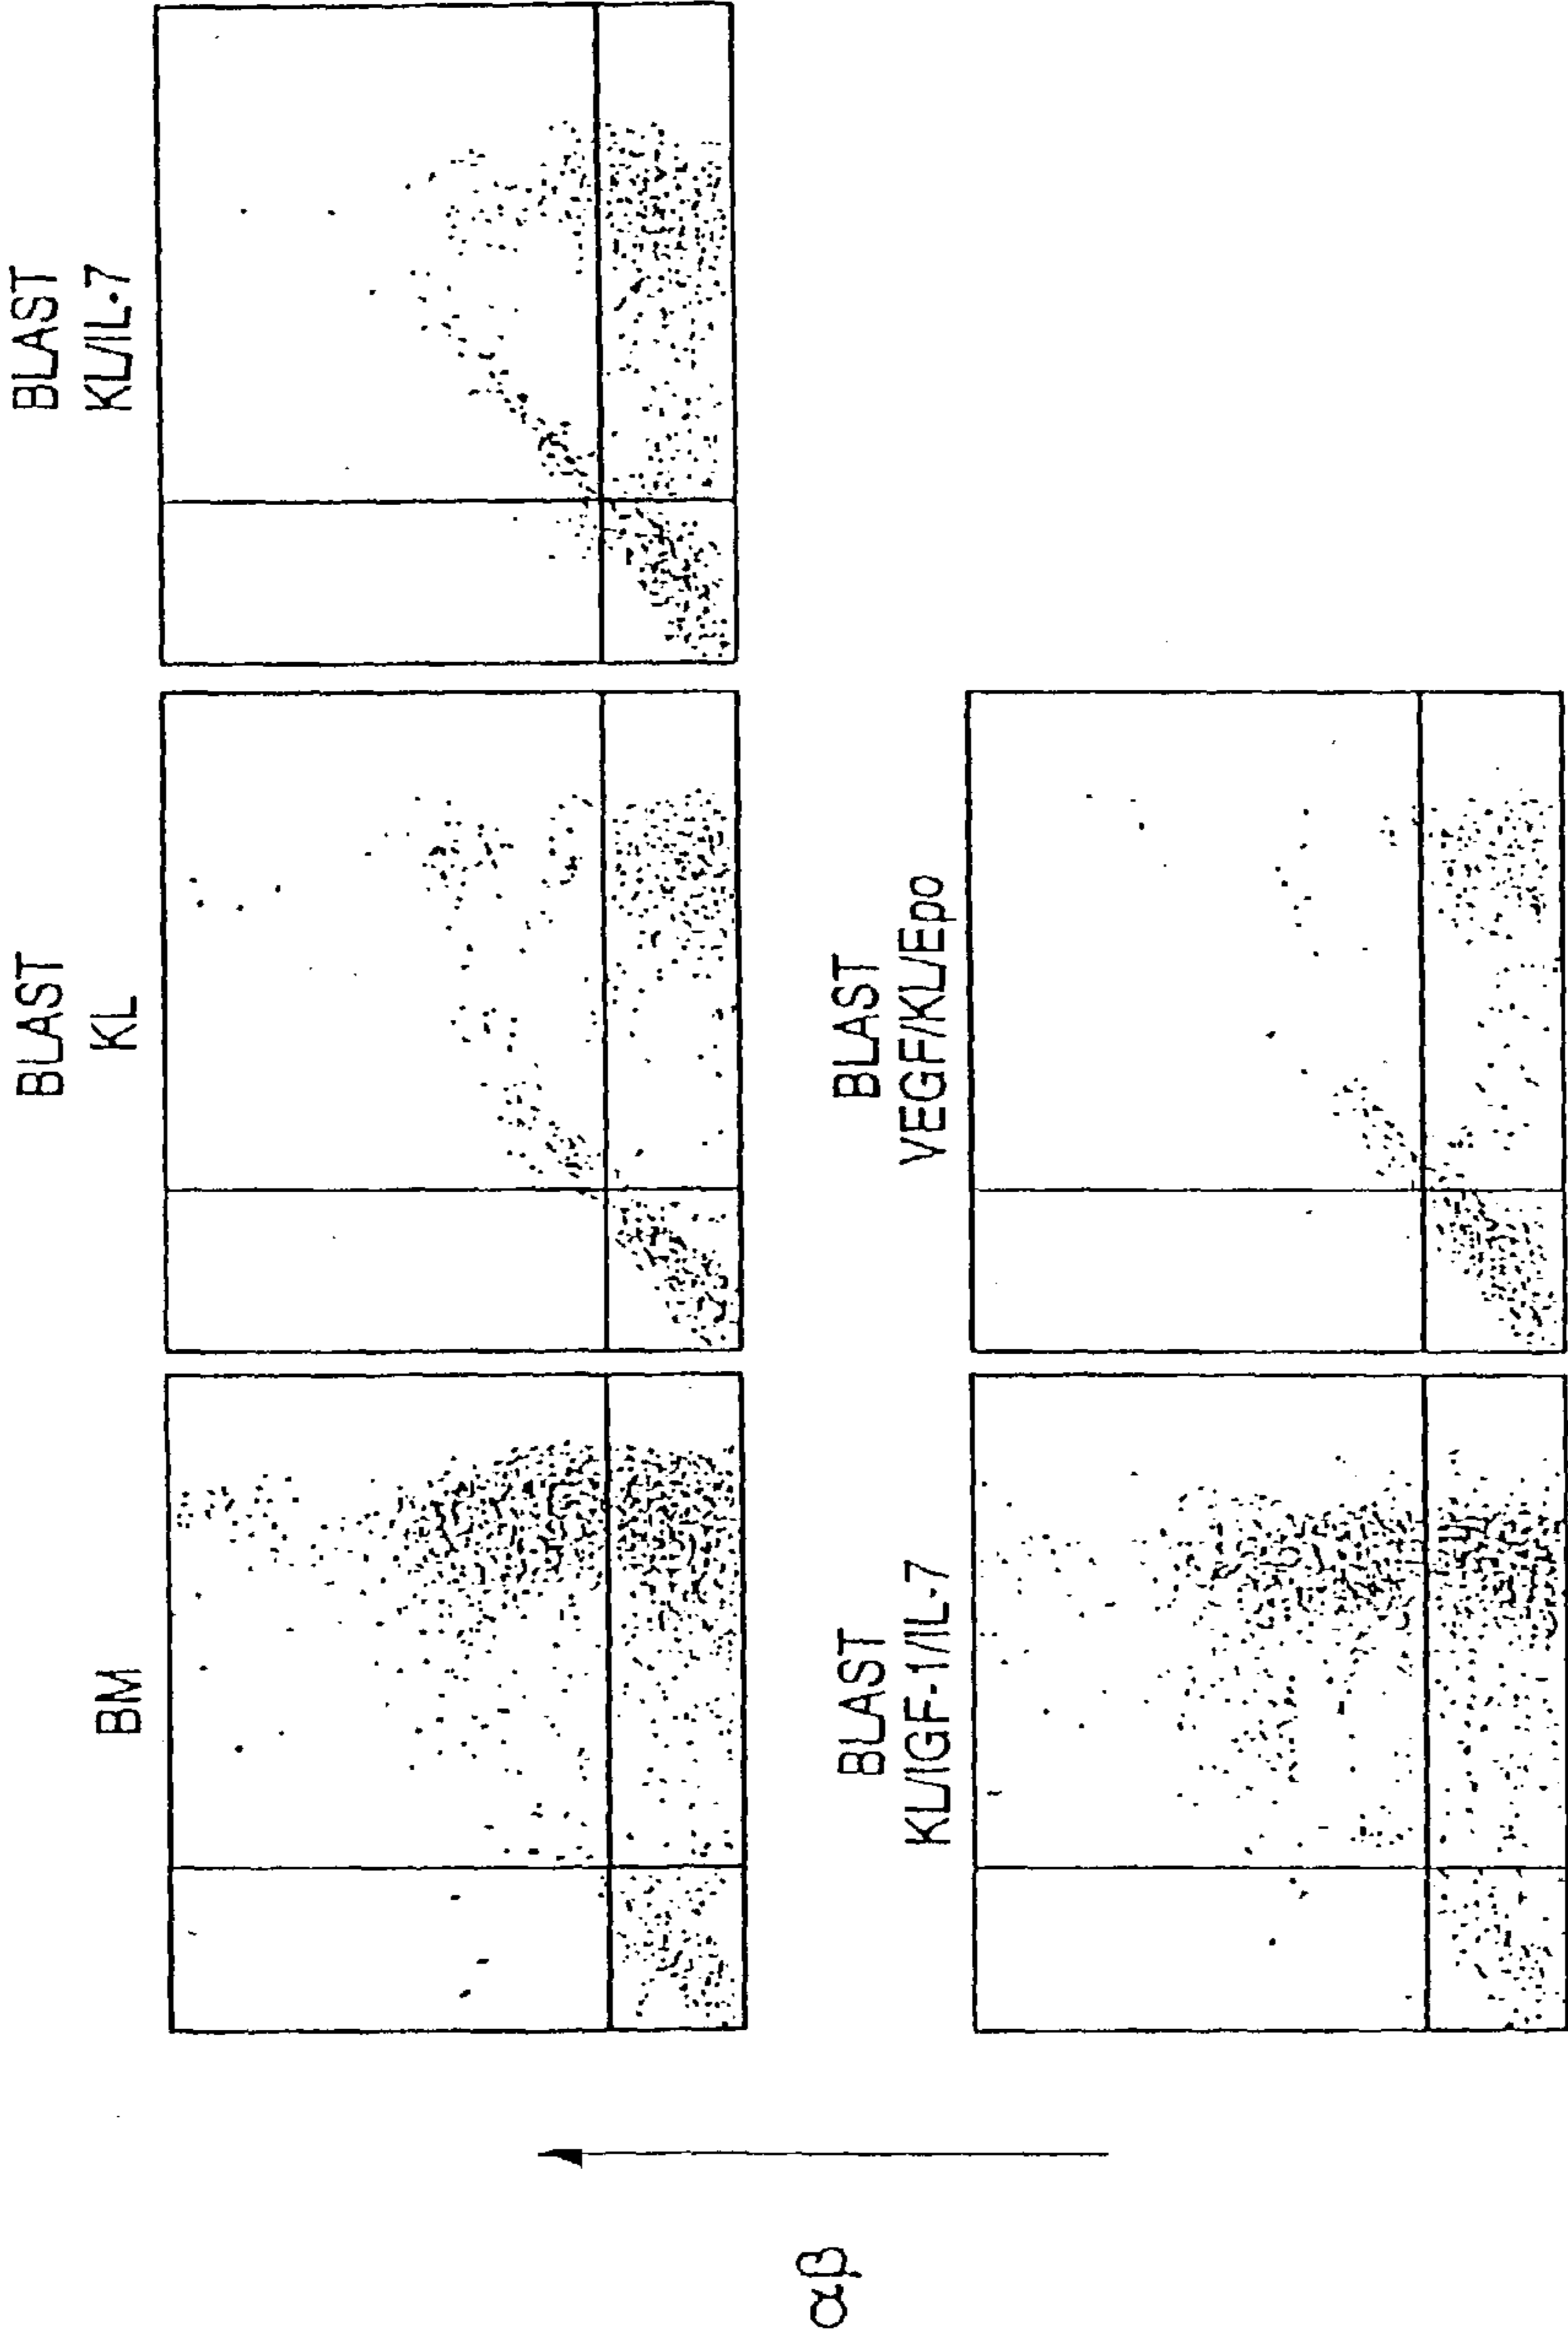 BM
BLAST
KL
BLAST
KL/IL-7
BLAST
KL/IGF-1/IL-7
BLAST
VEGF/KL/Epo
αβ